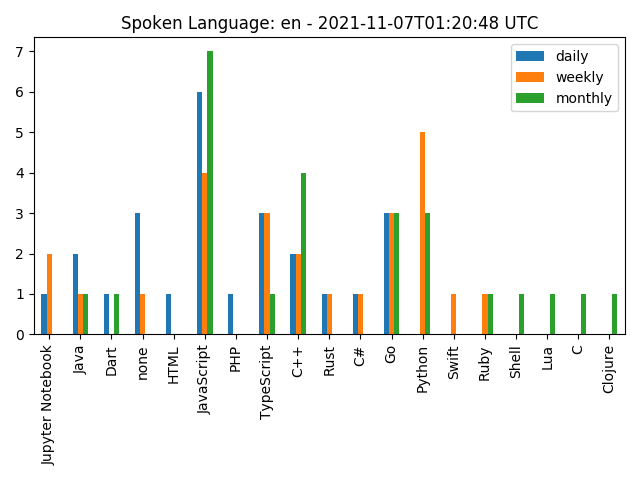 Spoken Language: en - 2021-11-07T01:20:48 UTC
daily
weekly
monthly
7
6
5
4
3
2
1
0
Jupyter Notebook
Java
Dart
none
HTML
JavaScript
PHP
TypeScript
C++
Rust
C#
Go
Python
Swift
Ruby
Shell
Lua
C
Clojure